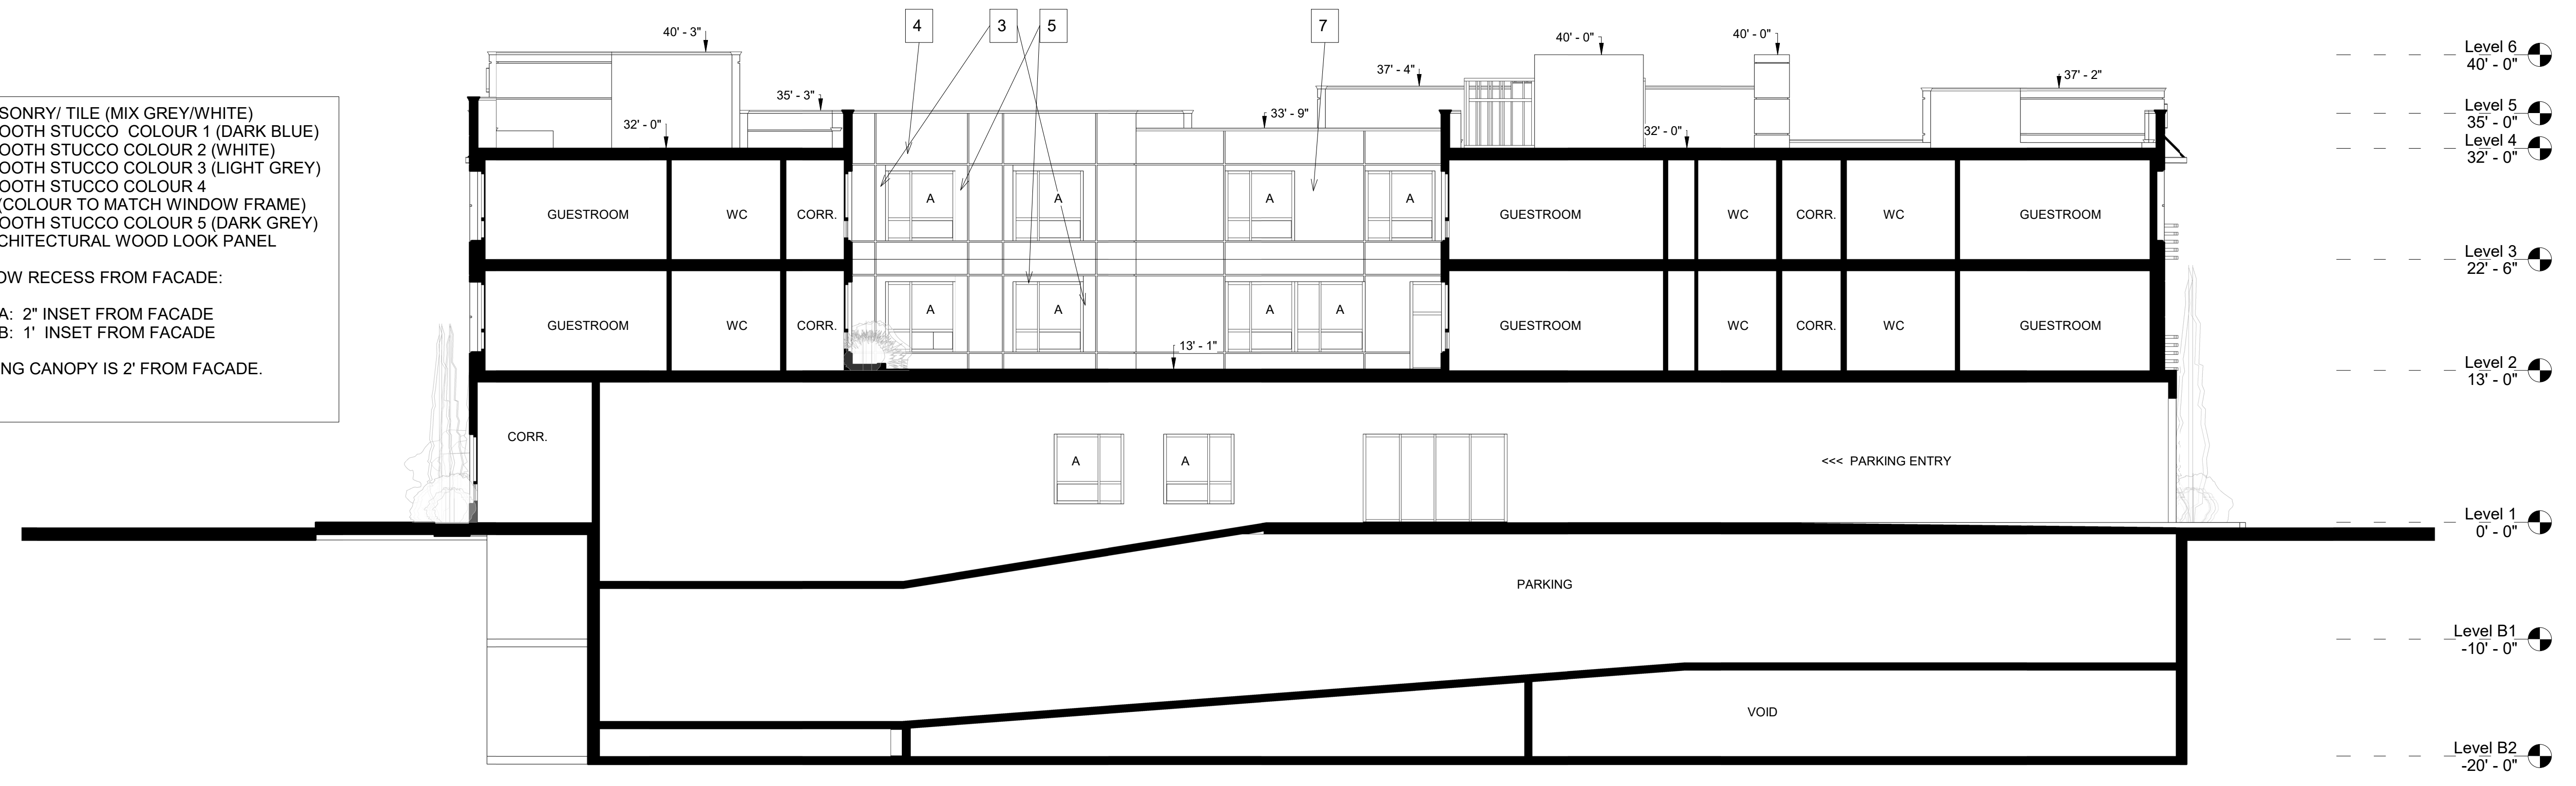 SONRY/ TILE (MIX GREY/WHITE)
OOTH STUCCO COLOUR 1 (DARK BLUE)
OOTH STUCCO COLOUR 2 (WHITE)
OOTH STUCCO COLOUR 3 (LIGHT GREY)
OOTH STUCCO COLOUR 4
(COLOUR TO MATCH WINDOW FRAME)
OOTH STUCCO COLOUR 5 (DARK GREY)
CHITECTURAL WOOD LOOK PANEL
OW RECESS FROM FACADE:
A: 2" INSET FROM FACADE
B: 1' INSET FROM FACADE
NG CANOPY IS 2' FROM FACADE.
4 3 5 7
40' - 3" 40' - 0" 40' - 0"
37' - 4" 37' - 2"
35' - 3" 33' - 9"
32' - 0" 32' - 0"
GUESTROOM WC CORR. A A A A GUESTROOM WC CORR. WC GUESTROOM
GUESTROOM WC CORR. A A A A GUESTROOM WC CORR. WC GUESTROOM
13' - 1"
CORR.
A A <<< PARKING ENTRY
PARKING
VOID
Level 6
40' - 0"
Level 5
35' - 0"
Level 4
32' - 0"
Level 3
22' - 6"
Level 2
13' - 0"
Level 1
0' - 0"
Level B1
-10' - 0"
Level B2
-20' - 0"